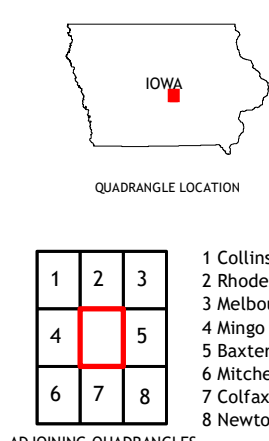 IOWA
QUADRANGLE LOCATION
1 2 3
4 5
6 7 8
1 Collins
2 Rhode
3 Melbou
4 Mingo
5 Baxter
6 Mitche
7 Colfax
8 Newto
ADJOINING QUADRANGLES